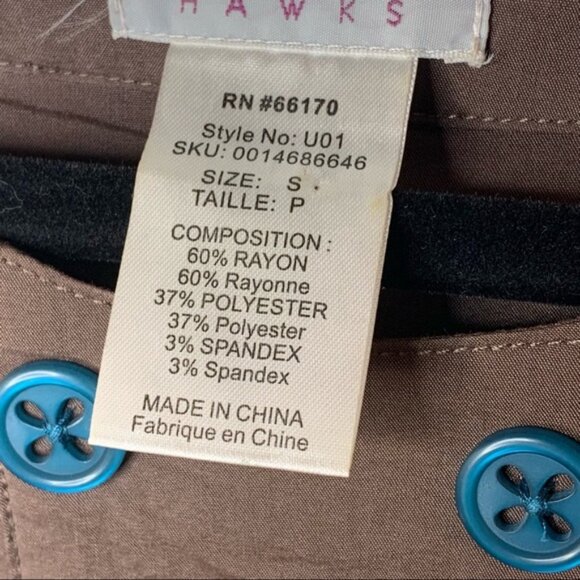 HAWKS
RN #66170
Style No: U01
SKU: 0014686646
SIZE: S
TAILLE: P
COMPOSITION :
60% RAYON
60% Rayonne
37% POLYESTER
37% Polyester
3% SPANDEX
3% Spandex
MADE IN CHINA
Fabrique en Chine